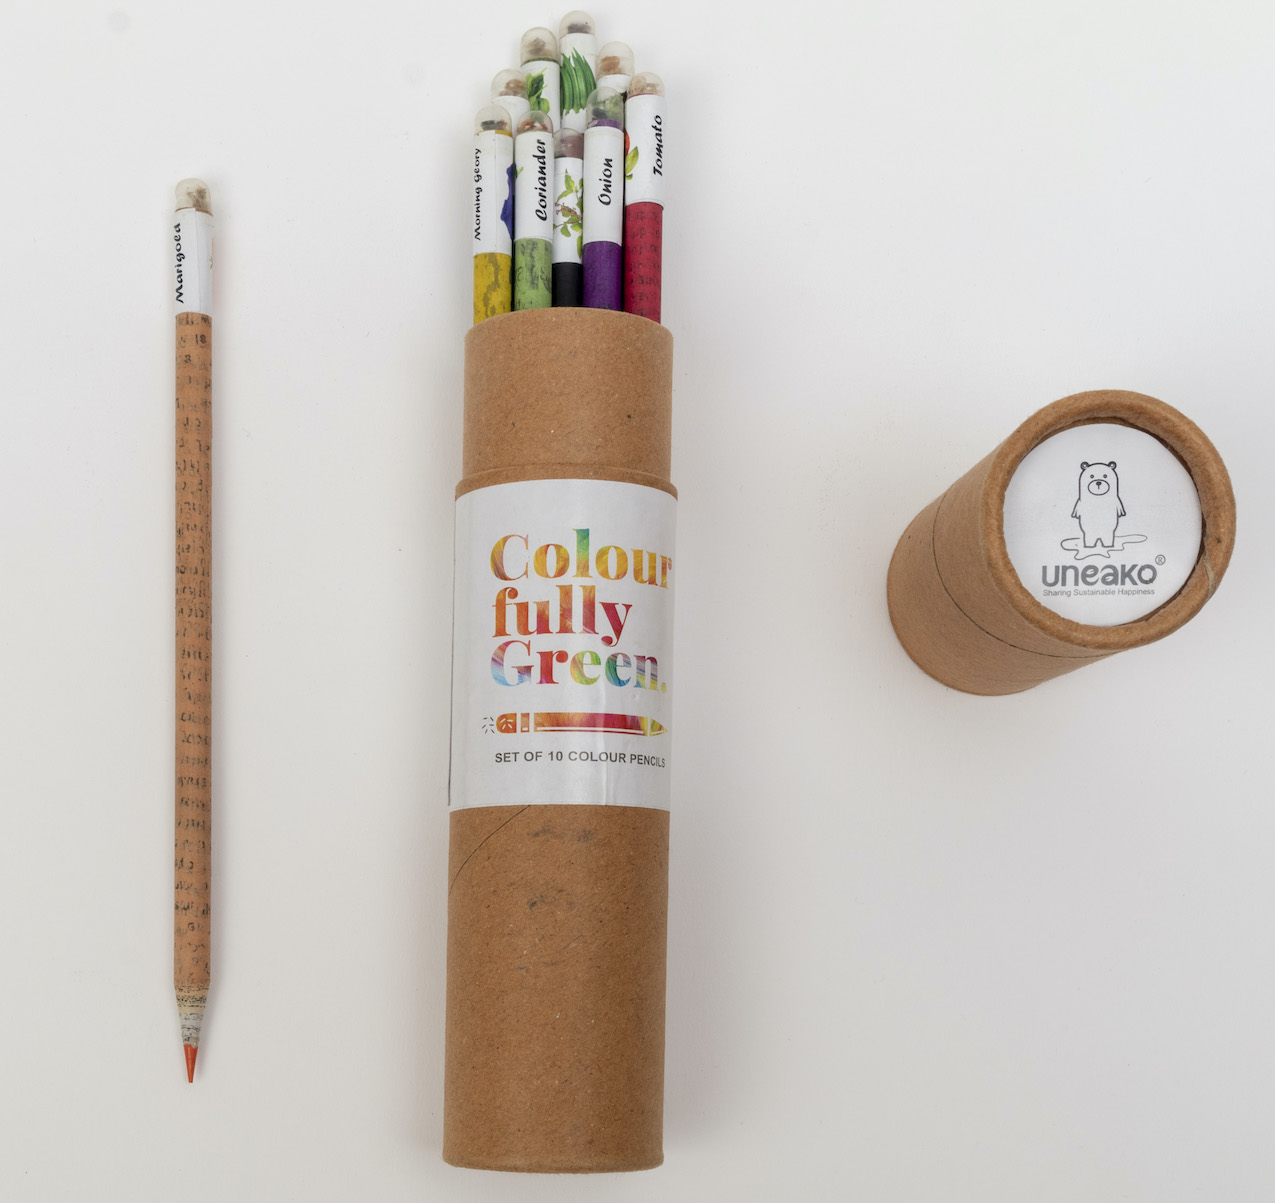 Marigold
Morning Glory
Coriander
Onion
Tomato
Colour
fully
Green.
SET OF 10 COLOUR PENCILS
uneako®
Sharing Sustainable Happiness